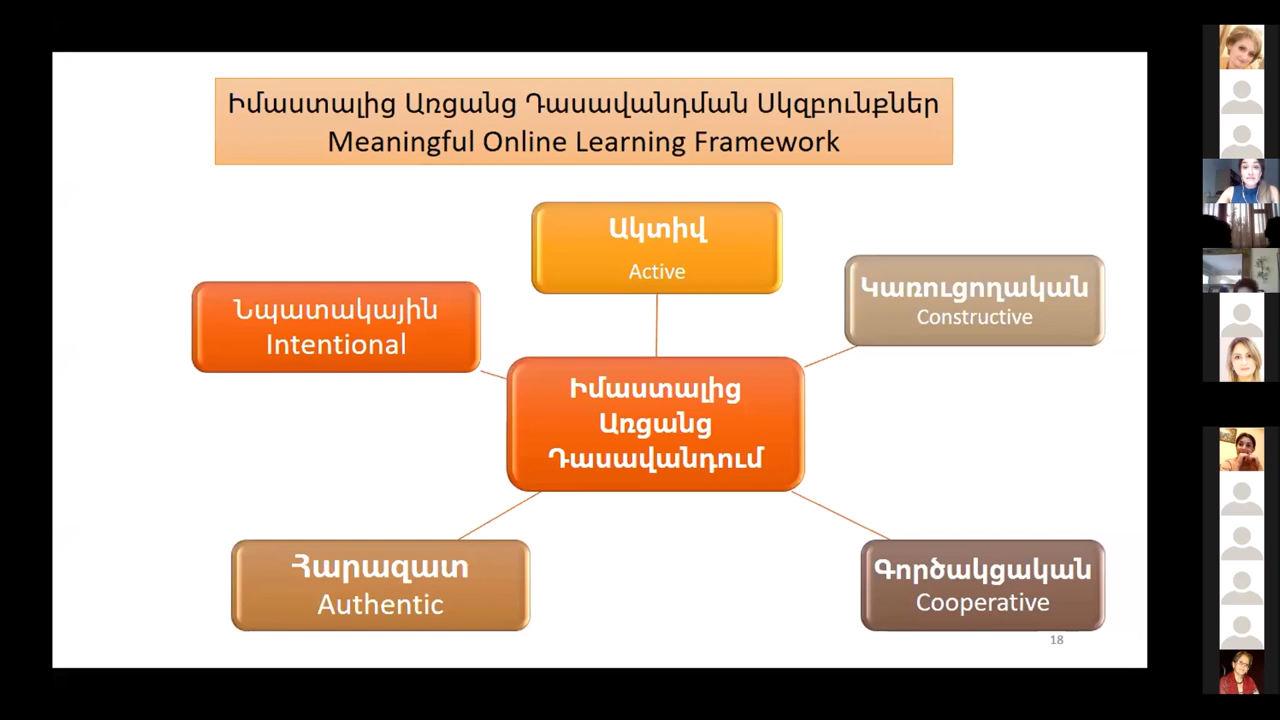 Իմաստալից Առցանց Դասավանդման Սկզբունքներ
Meaningful Online Learning Framework
Ակտիվ
Active
Կառուցողական
Constructive
Նպատակային
Intentional
Իմաստալից
Առցանց
Դասավանդում
Հարազատ
Authentic
Գործակցական
Cooperative
18